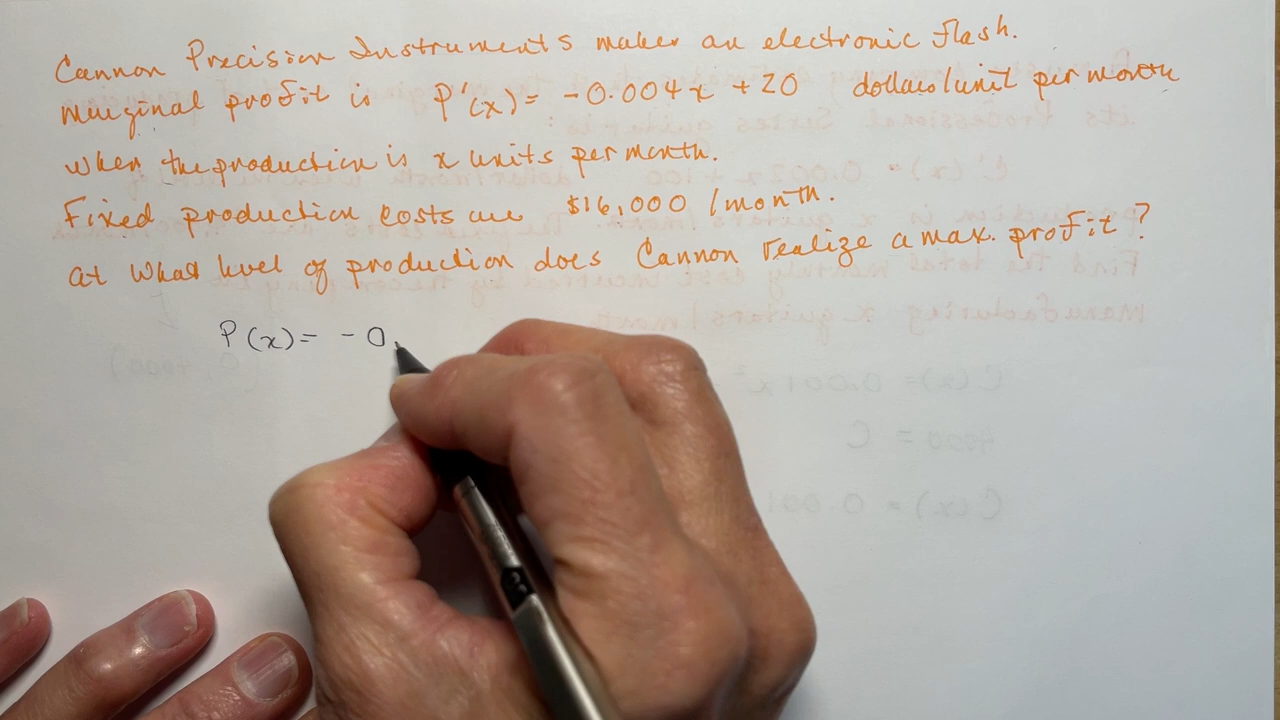 Cannon Precision Instruments makes an electronic flash.
marginal profit is P'(x) = -0.004x + 20 dollars/unit per month
when the production is x units per month.
Fixed production costs are $16,000 /month.
at what level of production does Cannon realize a max. profit?
P(x) = -0.